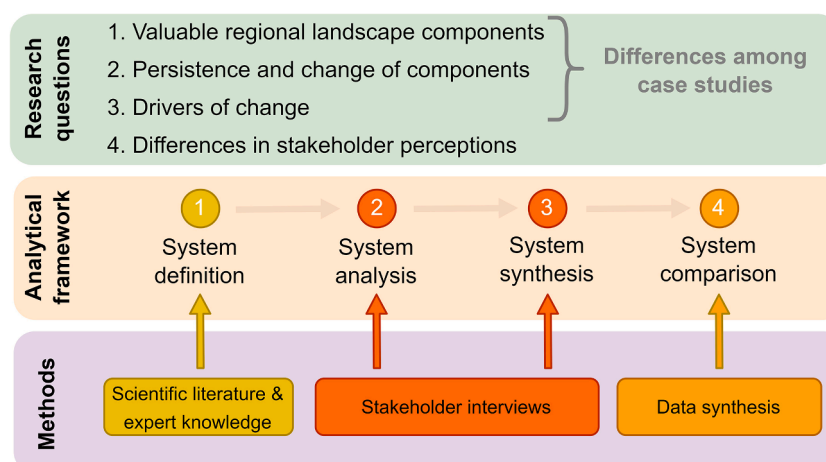 Research
questions
1. Valuable regional landscape components
2. Persistence and change of components
3. Drivers of change
4. Differences in stakeholder perceptions
Differences among
case studies
Analytical
framework
1
System
definition
2
System
analysis
3
System
synthesis
4
System
comparison
Methods
Scientific literature &
expert knowledge
Stakeholder interviews
Data synthesis